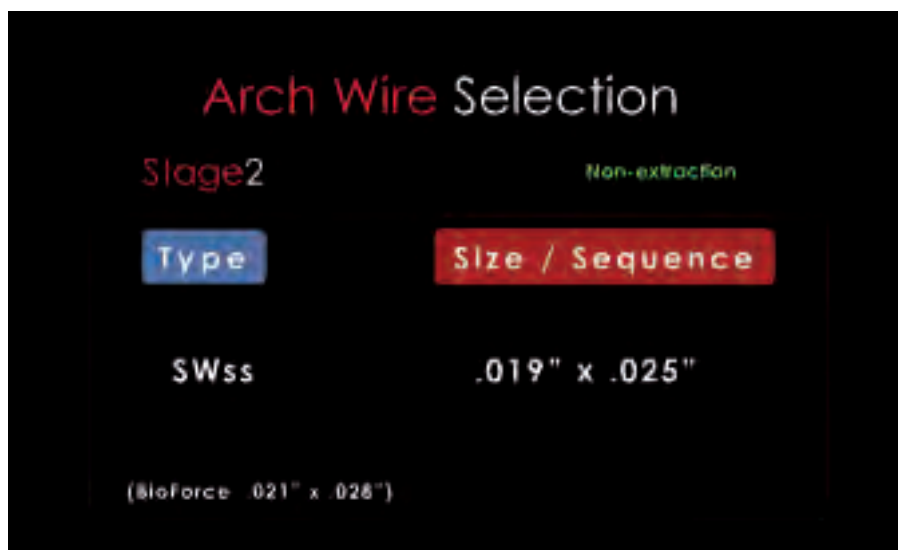 Arch Wire Selection
Stage2 Non-extraction
Type Size / Sequence
SWss .019" x .025"
(BioForce .021" x .028")